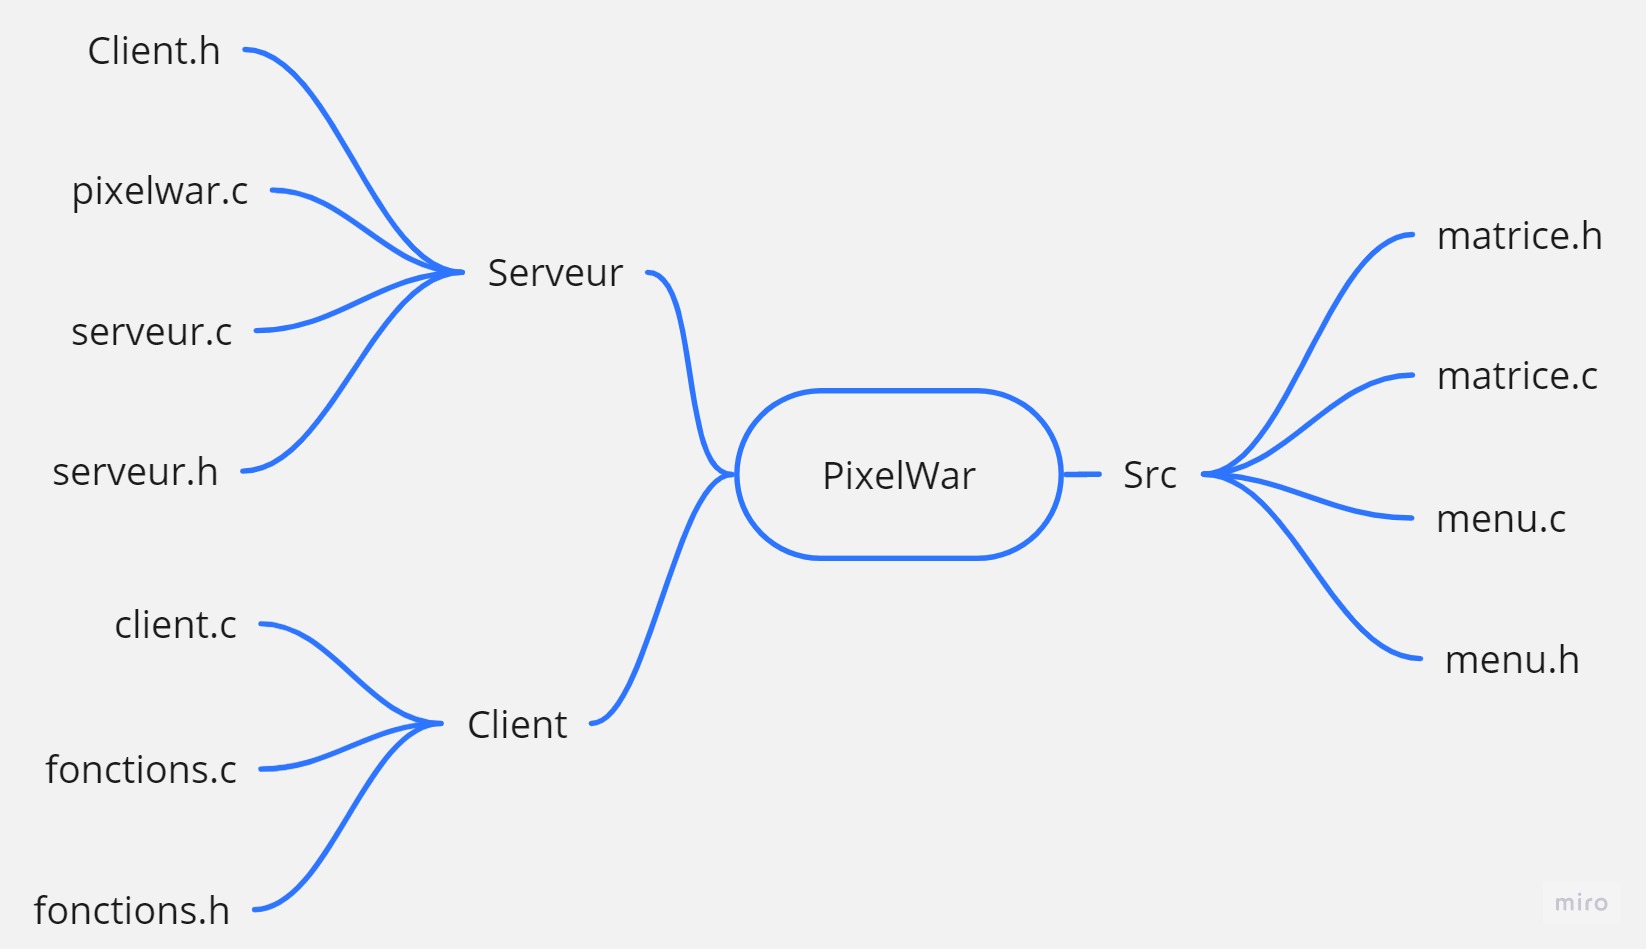 Client.h
pixelwar.c
serveur.c
serveur.h
Serveur
client.c
fonctions.c
fonctions.h
Client
PixelWar
Src
matrice.h
matrice.c
menu.c
menu.h
miro